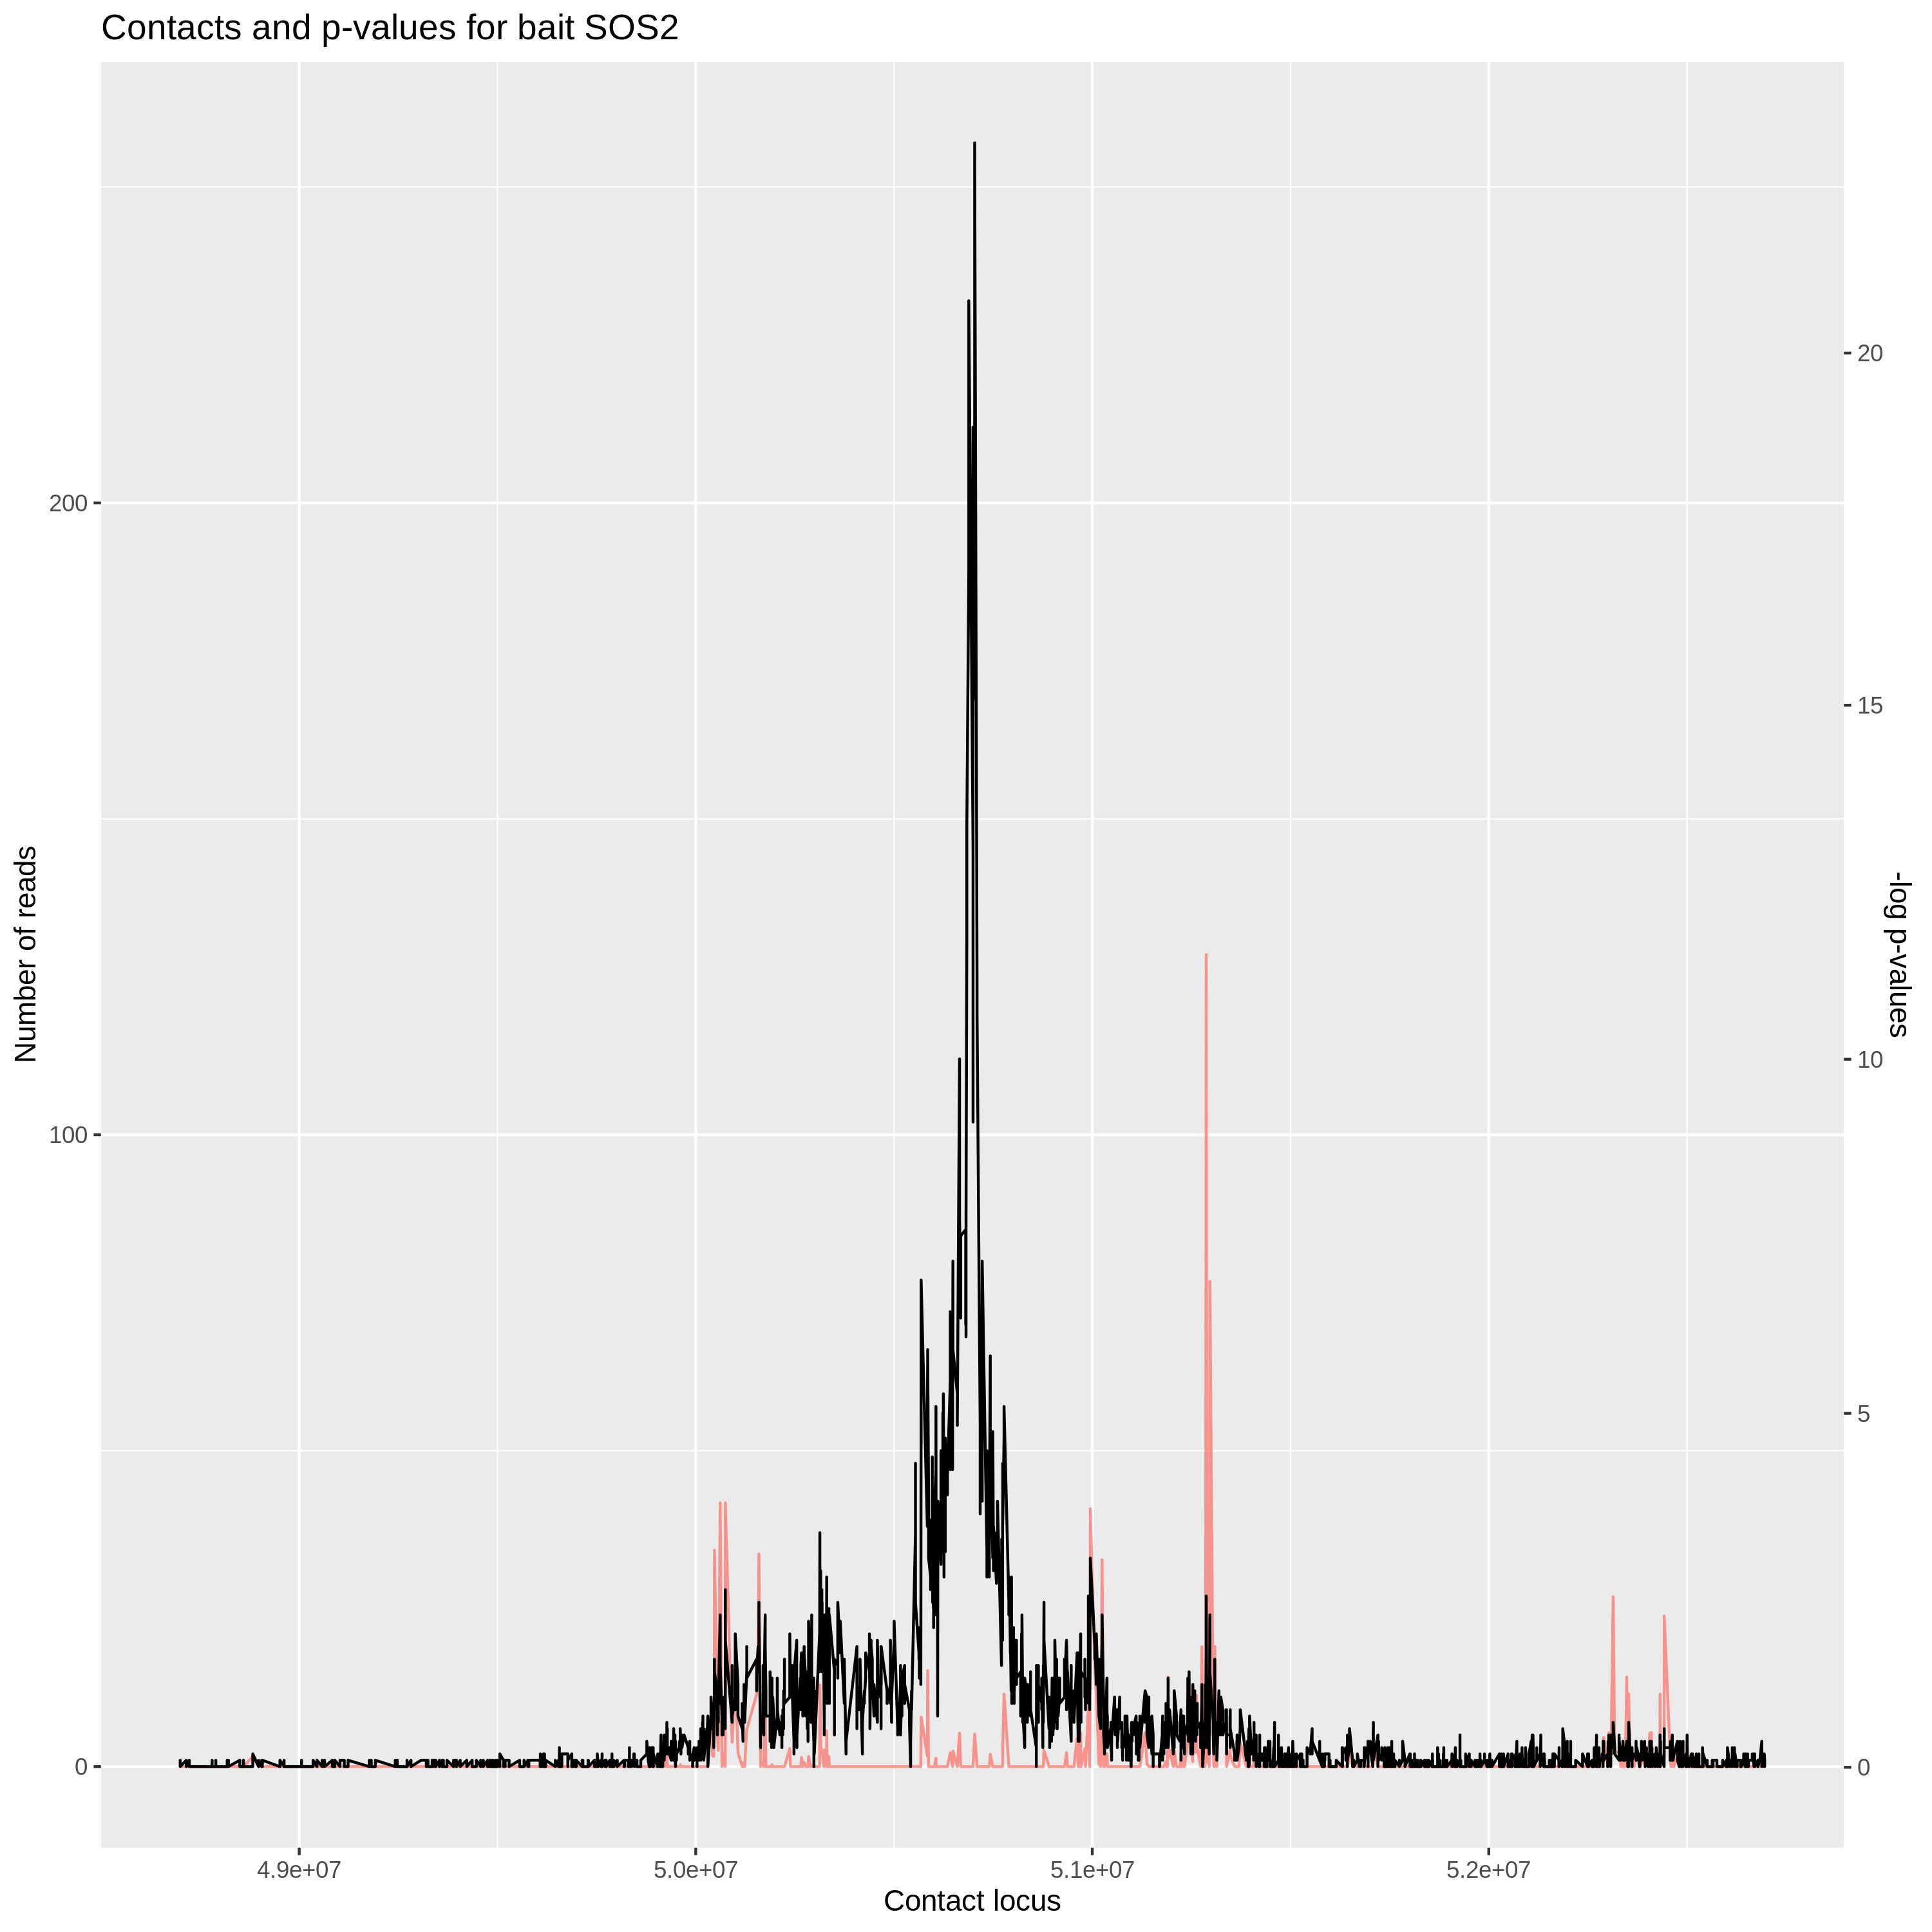 Contacts and p-values for bait SOS2
Number of reads
200
100
0
20
15
10
5
0
-log p-values
4.9e+07 5.0e+07 5.1e+07 5.2e+07
Contact locus